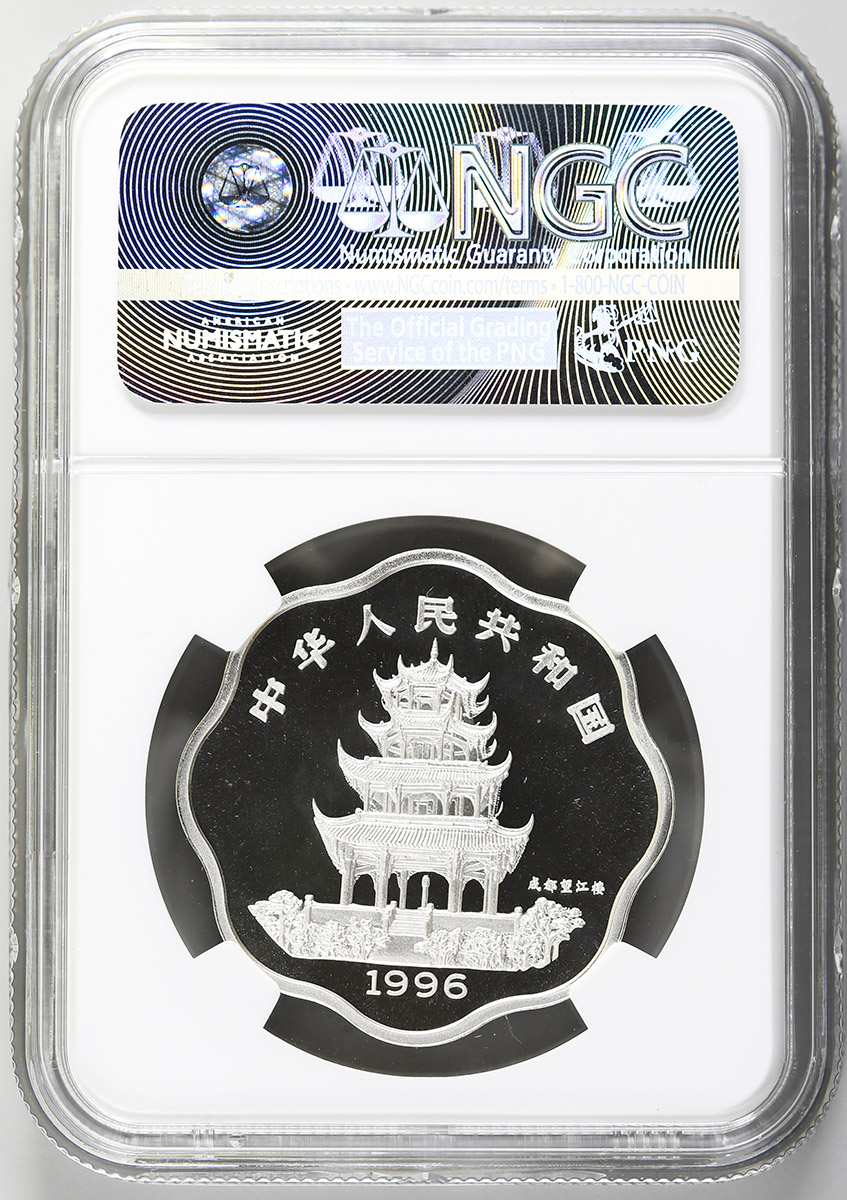 NGC
Numismatic Guaranty Corporation
Descriptions - www.NGCcoin.com/terms • 1-800-NGC-COIN
AMERICAN
NUMISMATIC
ASSOCIATION
The Official Grading
Service of the PNG
PNG
中华人民共和国
成都望江楼
1996